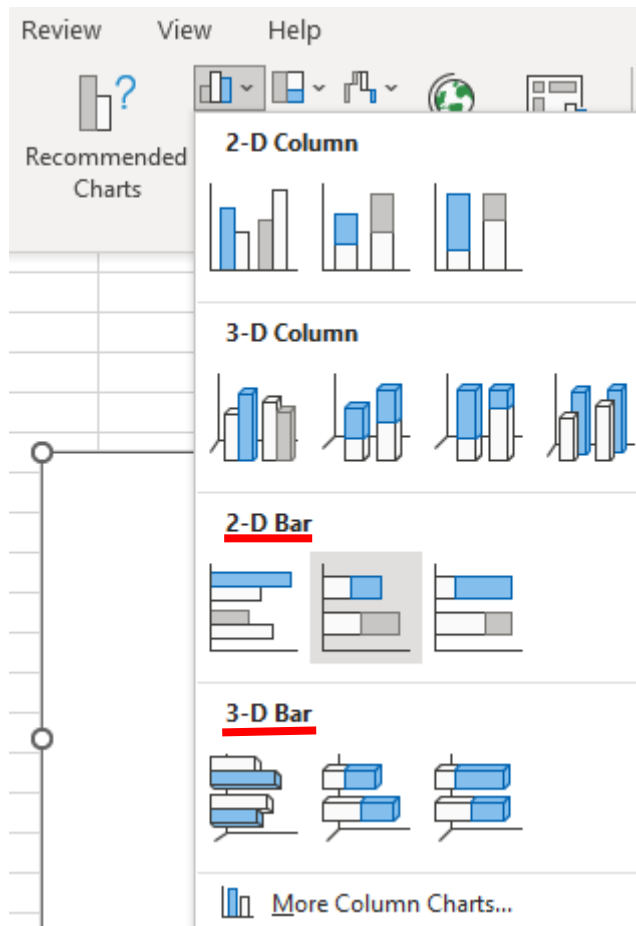 Review View Help
Recommended
Charts
2-D Column
3-D Column
2-D Bar
3-D Bar
More Column Charts...